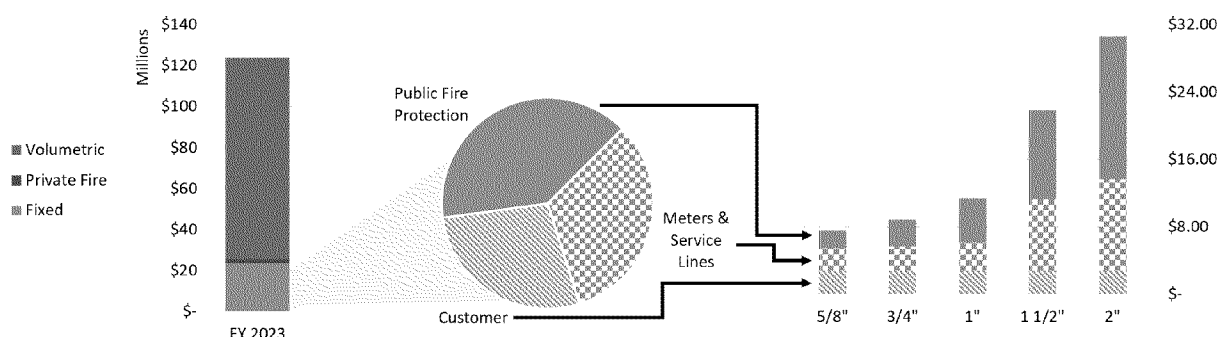 Volumetric
Private Fire
Fixed
Millions
$140
$120
$100
$80
$60
$40
$20
$-
FY 2023
Public Fire
Protection
Meters &
Service
Lines
Customer
5/8"
3/4"
1"
1 1/2"
2"
$32.00
$24.00
$16.00
$8.00
$-